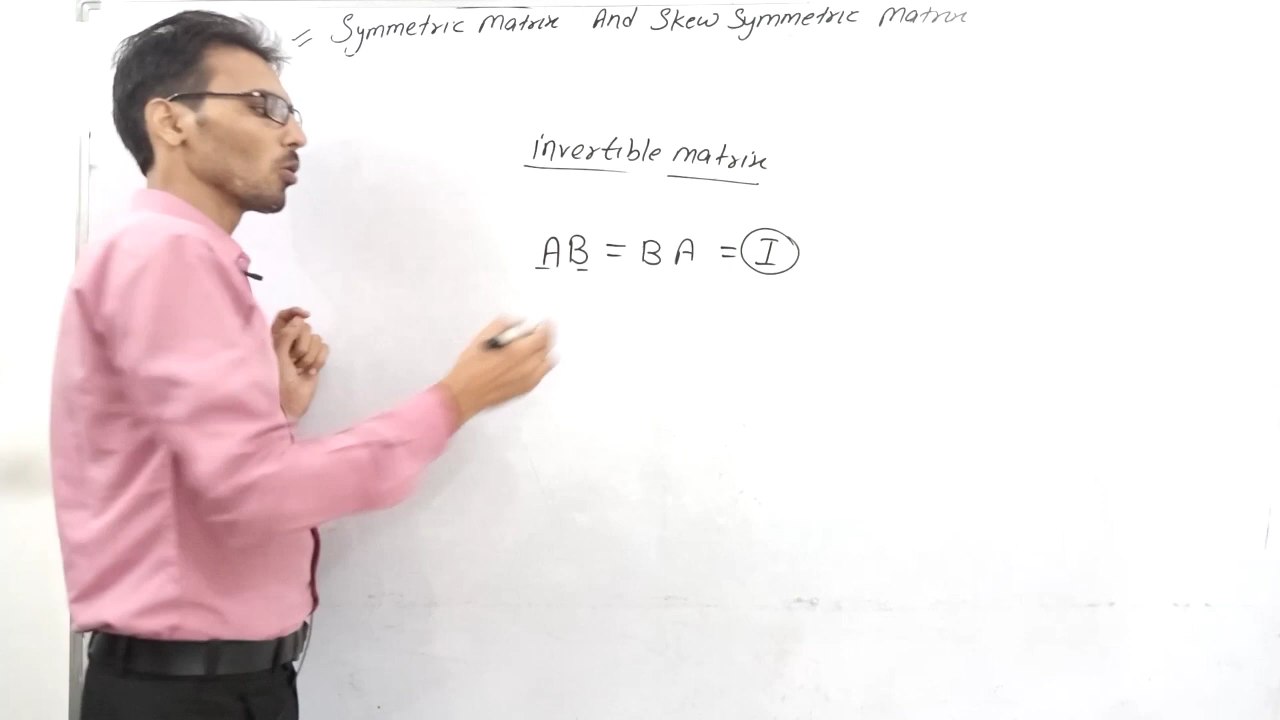 = Symmetric Matrix And Skew Symmetric Matrix
invertible matrix
AB = BA = I